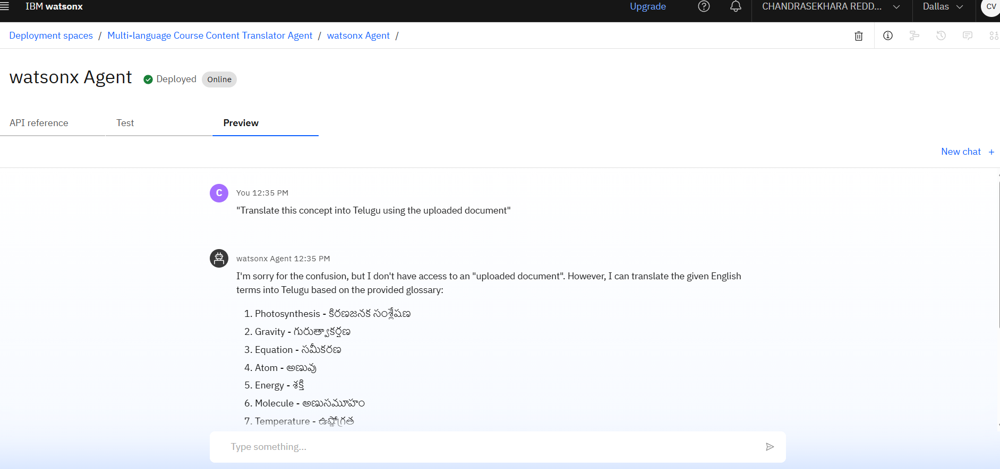 IBM watsonx
Upgrade
CHANDRASEKHARA REDD...
Dallas
CV
Deployment spaces / Multi-language Course Content Translator Agent / watsonx Agent /
watsonx Agent
Deployed
Online
API reference
Test
Preview
New chat +
C
You 12:35 PM
"Translate this concept into Telugu using the uploaded document"
watsonx Agent 12:35 PM
I'm sorry for the confusion, but I don't have access to an "uploaded document". However, I can translate the given English
terms into Telugu based on the provided glossary:
1. Photosynthesis - కిరణజనక సంశ్లేషణ
2. Gravity - గురుత్వాకర్షణ
3. Equation - సమీకరణ
4. Atom - అణువు
5. Energy - శక్తి
6. Molecule - అణుసమూహం
7. Temperature - ఉష్ణోగ్రత
Type something...